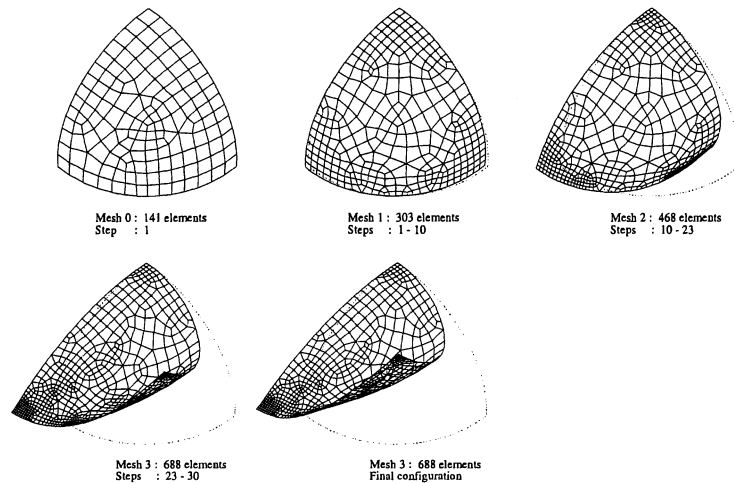 Mesh 0 : 141 elements
Step : 1
Mesh 1 : 303 elements
Steps : 1 - 10
Mesh 2 : 468 elements
Steps : 10 - 23
Mesh 3 : 688 elements
Steps : 23 - 30
Mesh 3 : 688 elements
Final configuration